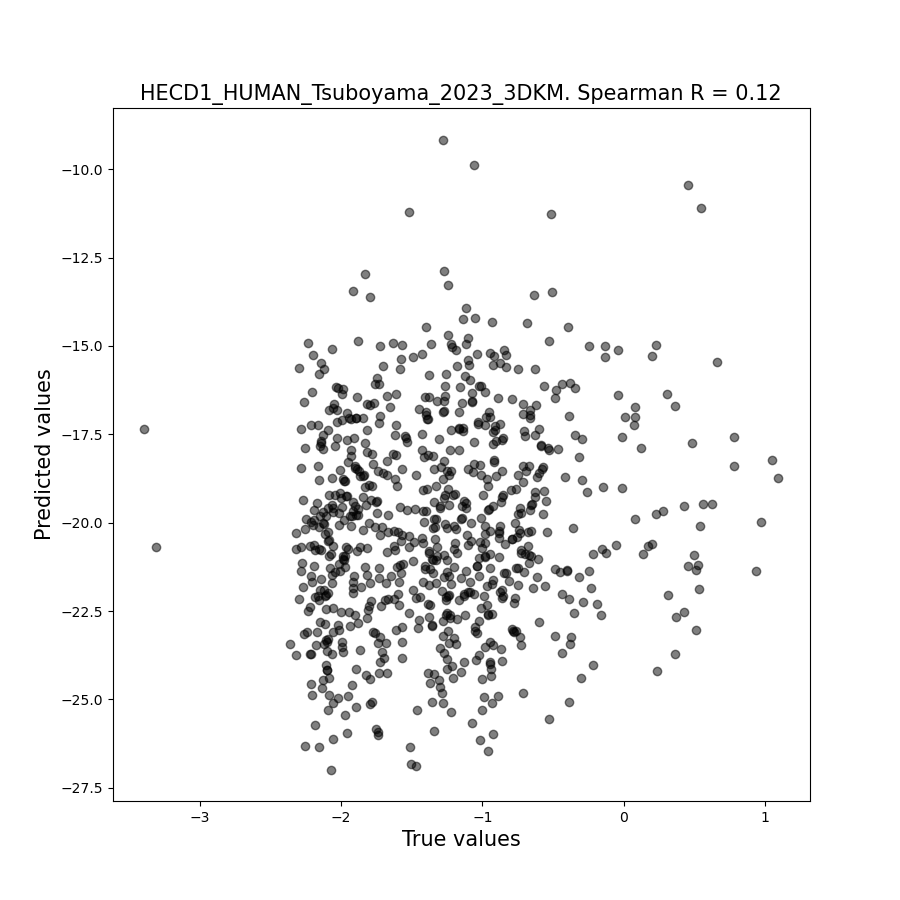 HECD1_HUMAN_Tsuboyama_2023_3DKM. Spearman R = 0.12
−10.0
−12.5
−15.0
−17.5
−20.0
−22.5
−25.0
−27.5
Predicted values
−3 −2 −1 0 1
True values